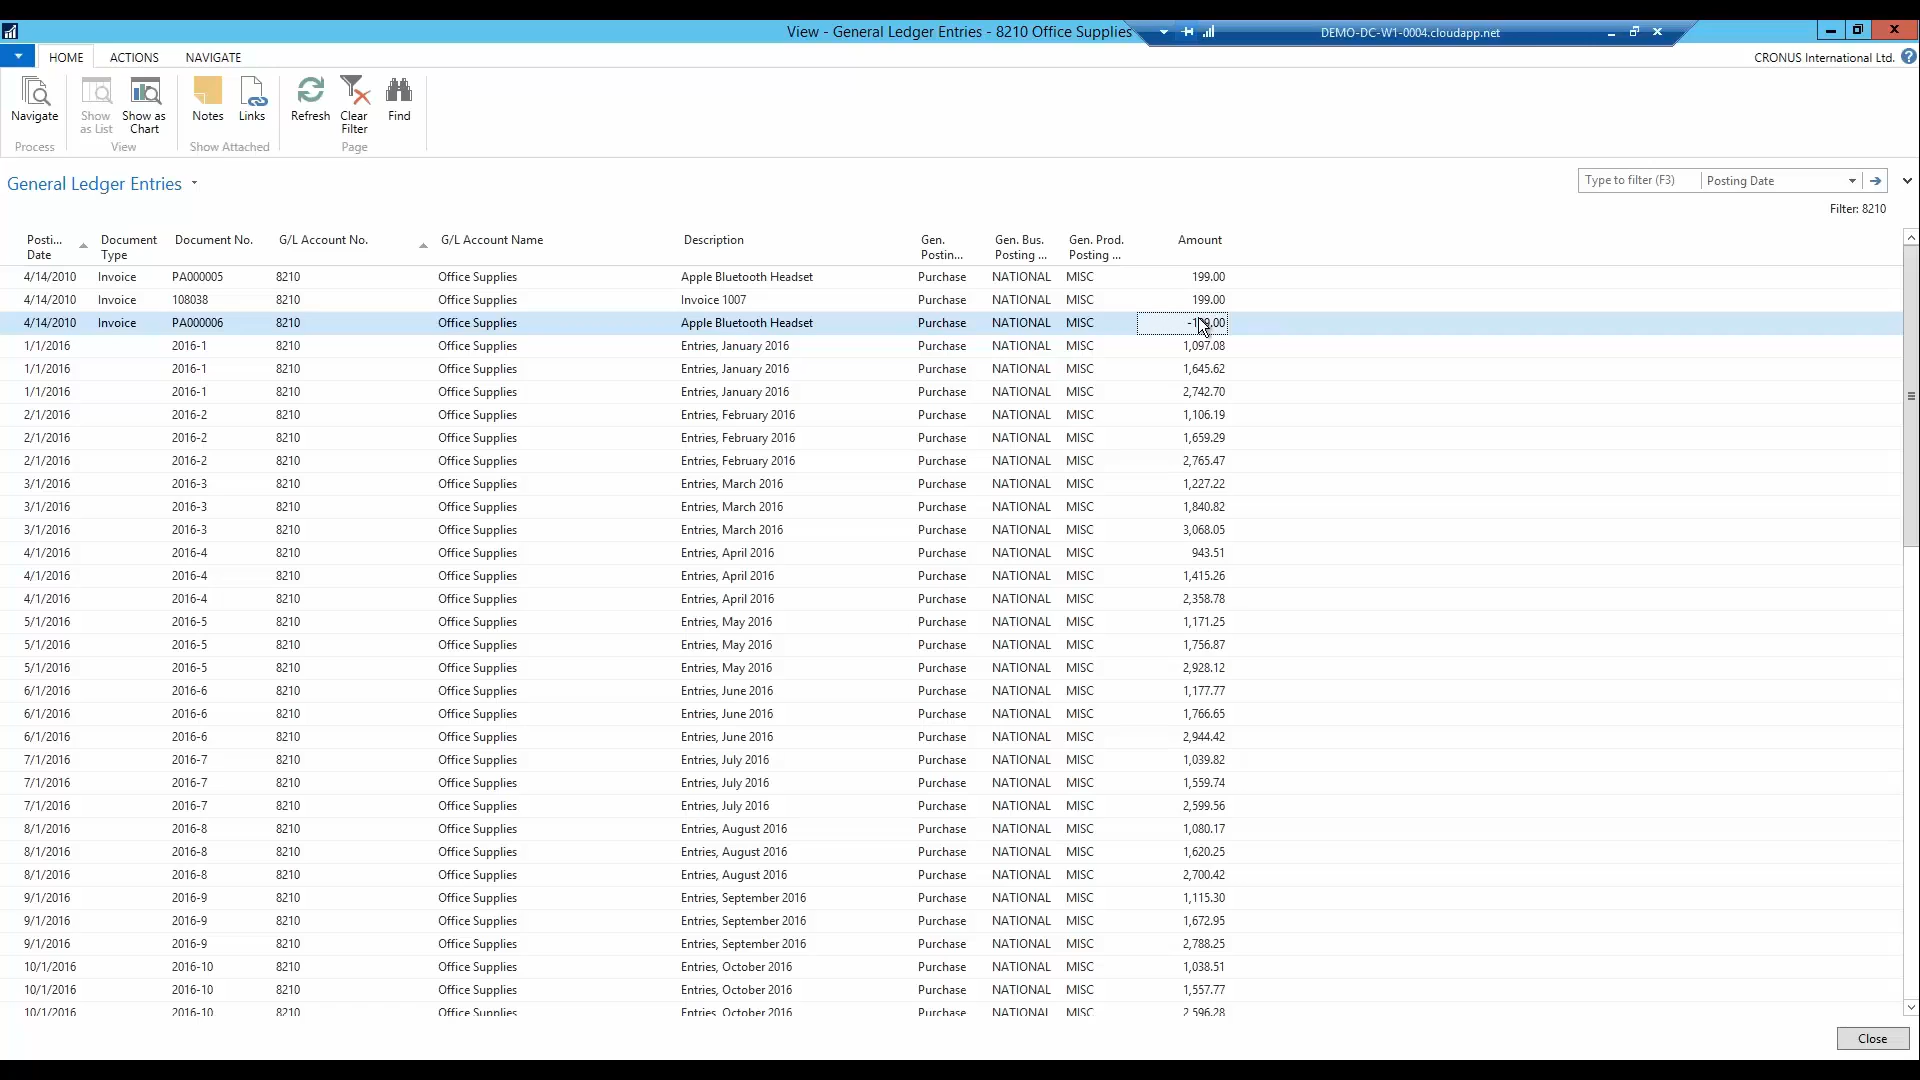 View - General Ledger Entries - 8210 Office Supplies
DEMO-DC-W1-0004.cloudapp.net
HOME ACTIONS NAVIGATE
CRONUS International Ltd.
Navigate Show as List Show as Chart Notes Links Refresh Clear Filter Find
Process View Show Attached Page
General Ledger Entries
Type to filter (F3) Posting Date
Filter: 8210
Posti... Date Document Type Document No. G/L Account No. G/L Account Name Description Gen. Postin... Gen. Bus. Posting ... Gen. Prod. Posting ... Amount
4/14/2010 Invoice PA000005 8210 Office Supplies Apple Bluetooth Headset Purchase NATIONAL MISC 199.00
4/14/2010 Invoice 108038 8210 Office Supplies Invoice 1007 Purchase NATIONAL MISC 199.00
4/14/2010 Invoice PA000006 8210 Office Supplies Apple Bluetooth Headset Purchase NATIONAL MISC
1/1/2016 2016-1 8210 Office Supplies Entries, January 2016 Purchase NATIONAL MISC 1,097.08
1/1/2016 2016-1 8210 Office Supplies Entries, January 2016 Purchase NATIONAL MISC 1,645.62
1/1/2016 2016-1 8210 Office Supplies Entries, January 2016 Purchase NATIONAL MISC 2,742.70
2/1/2016 2016-2 8210 Office Supplies Entries, February 2016 Purchase NATIONAL MISC 1,106.19
2/1/2016 2016-2 8210 Office Supplies Entries, February 2016 Purchase NATIONAL MISC 1,659.29
2/1/2016 2016-2 8210 Office Supplies Entries, February 2016 Purchase NATIONAL MISC 2,765.47
3/1/2016 2016-3 8210 Office Supplies Entries, March 2016 Purchase NATIONAL MISC 1,227.22
3/1/2016 2016-3 8210 Office Supplies Entries, March 2016 Purchase NATIONAL MISC 1,840.82
3/1/2016 2016-3 8210 Office Supplies Entries, March 2016 Purchase NATIONAL MISC 3,068.05
4/1/2016 2016-4 8210 Office Supplies Entries, April 2016 Purchase NATIONAL MISC 943.51
4/1/2016 2016-4 8210 Office Supplies Entries, April 2016 Purchase NATIONAL MISC 1,415.26
4/1/2016 2016-4 8210 Office Supplies Entries, April 2016 Purchase NATIONAL MISC 2,358.78
5/1/2016 2016-5 8210 Office Supplies Entries, May 2016 Purchase NATIONAL MISC 1,171.25
5/1/2016 2016-5 8210 Office Supplies Entries, May 2016 Purchase NATIONAL MISC 1,756.87
5/1/2016 2016-5 8210 Office Supplies Entries, May 2016 Purchase NATIONAL MISC 2,928.12
6/1/2016 2016-6 8210 Office Supplies Entries, June 2016 Purchase NATIONAL MISC 1,177.77
6/1/2016 2016-6 8210 Office Supplies Entries, June 2016 Purchase NATIONAL MISC 1,766.65
6/1/2016 2016-6 8210 Office Supplies Entries, June 2016 Purchase NATIONAL MISC 2,944.42
7/1/2016 2016-7 8210 Office Supplies Entries, July 2016 Purchase NATIONAL MISC 1,039.82
7/1/2016 2016-7 8210 Office Supplies Entries, July 2016 Purchase NATIONAL MISC 1,559.74
7/1/2016 2016-7 8210 Office Supplies Entries, July 2016 Purchase NATIONAL MISC 2,599.56
8/1/2016 2016-8 8210 Office Supplies Entries, August 2016 Purchase NATIONAL MISC 1,080.17
8/1/2016 2016-8 8210 Office Supplies Entries, August 2016 Purchase NATIONAL MISC 1,620.25
8/1/2016 2016-8 8210 Office Supplies Entries, August 2016 Purchase NATIONAL MISC 2,700.42
9/1/2016 2016-9 8210 Office Supplies Entries, September 2016 Purchase NATIONAL MISC 1,115.30
9/1/2016 2016-9 8210 Office Supplies Entries, September 2016 Purchase NATIONAL MISC 1,672.95
9/1/2016 2016-9 8210 Office Supplies Entries, September 2016 Purchase NATIONAL MISC 2,788.25
10/1/2016 2016-10 8210 Office Supplies Entries, October 2016 Purchase NATIONAL MISC 1,038.51
10/1/2016 2016-10 8210 Office Supplies Entries, October 2016 Purchase NATIONAL MISC 1,557.77
10/1/2016 2016-10 8210 Office Supplies Entries, October 2016 Purchase NATIONAL MISC 2,596.28
Close